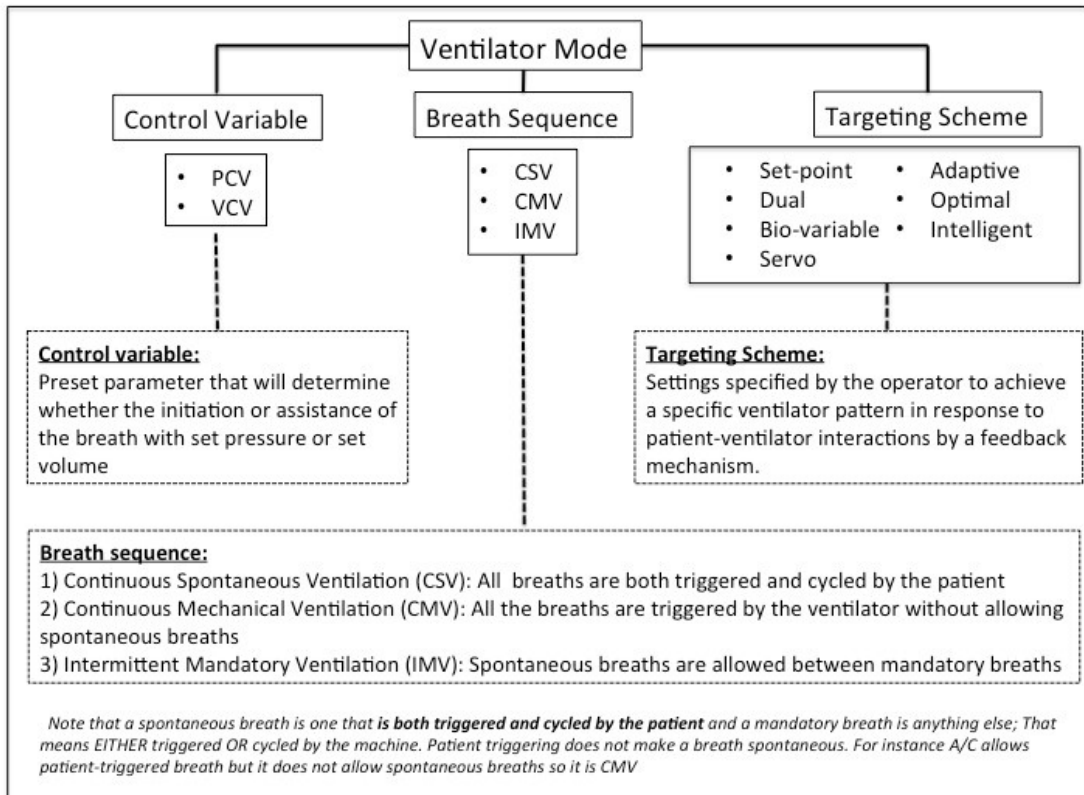 Ventilator Mode
Control Variable
Breath Sequence
Targeting Scheme
• PCV
• VCV
• CSV
• CMV
• IMV
• Set-point
• Dual
• Bio-variable
• Servo
• Adaptive
• Optimal
• Intelligent
Control variable:
Preset parameter that will determine
whether the initiation or assistance of
the breath with set pressure or set
volume
Targeting Scheme:
Settings specified by the operator to achieve
a specific ventilator pattern in response to
patient-ventilator interactions by a feedback
mechanism.
Breath sequence:
1) Continuous Spontaneous Ventilation (CSV): All breaths are both triggered and cycled by the patient
2) Continuous Mechanical Ventilation (CMV): All the breaths are triggered by the ventilator without allowing
spontaneous breaths
3) Intermittent Mandatory Ventilation (IMV): Spontaneous breaths are allowed between mandatory breaths
Note that a spontaneous breath is one that is both triggered and cycled by the patient and a mandatory breath is anything else; That
means EITHER triggered OR cycled by the machine. Patient triggering does not make a breath spontaneous. For instance A/C allows
patient-triggered breath but it does not allow spontaneous breaths so it is CMV